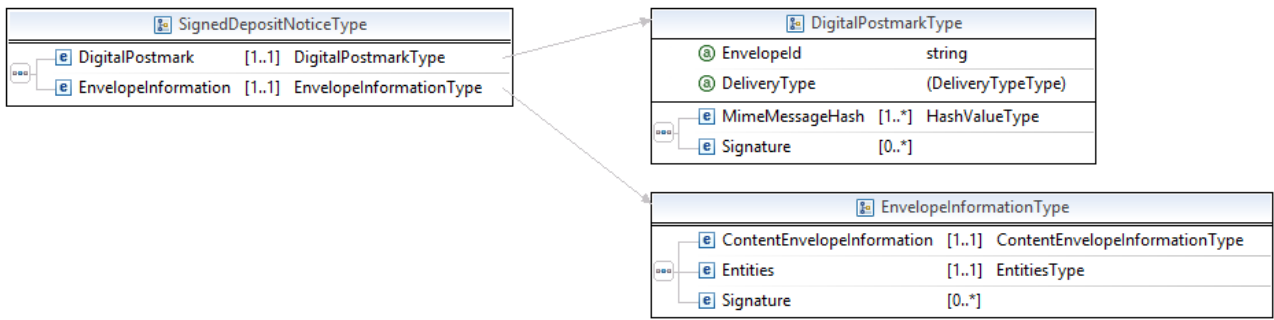 SignedDepositNoticeType
e DigitalPostmark [1..1] DigitalPostmarkType
e EnvelopeInformation [1..1] EnvelopeInformationType
DigitalPostmarkType
a EnvelopeId string
a DeliveryType (DeliveryTypeType)
e MimeMessageHash [1..*] HashValueType
e Signature [0..*]
EnvelopeInformationType
e ContentEnvelopeInformation [1..1] ContentEnvelopeInformationType
e Entities [1..1] EntitiesType
e Signature [0..*]